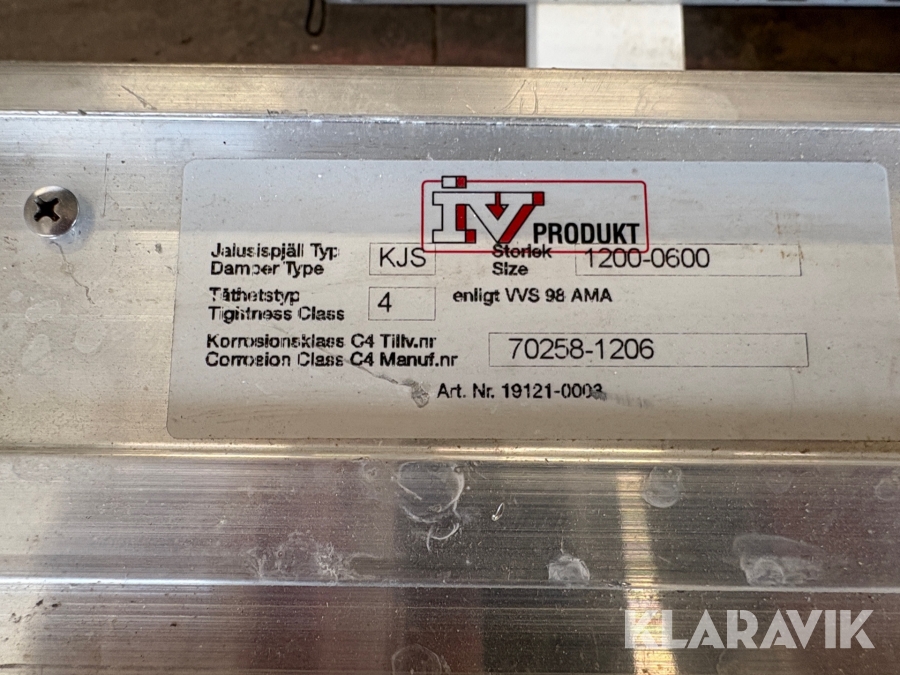 iv PRODUKT
Jalusispjäll Typ KJS Storlek 1200-0600
Damper Type Size
Täthetstyp 4 enligt VVS 98 AMA
Tightness Class
Korrosionsklass C4 Tillv.nr 70258-1206
Corrosion Class C4 Manuf.nr
Art. Nr. 19121-0003
KLARAVIK